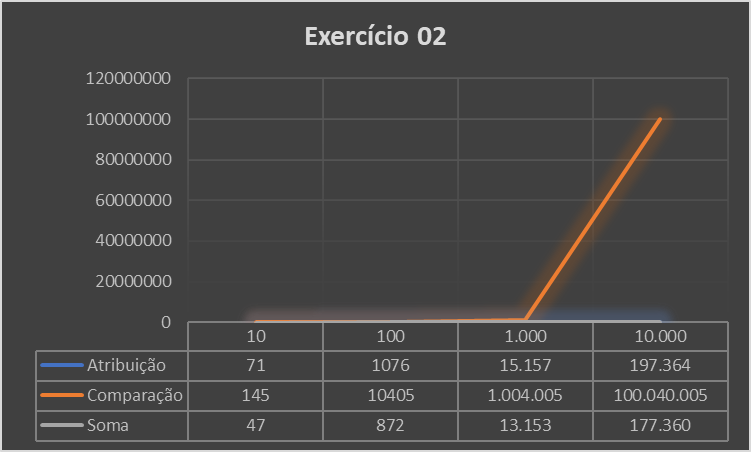 Exercício 02
120000000
100000000
80000000
60000000
40000000
20000000
0
10 100 1.000 10.000
Atribuição 71 1076 15.157 197.364
Comparação 145 10405 1.004.005 100.040.005
Soma 47 872 13.153 177.360